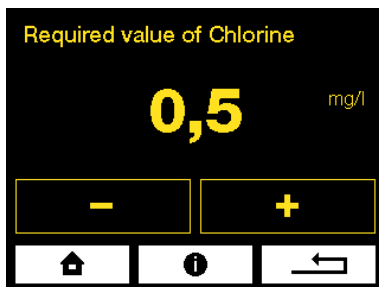 Required value of Chlorine
0,5 mg/l
− +